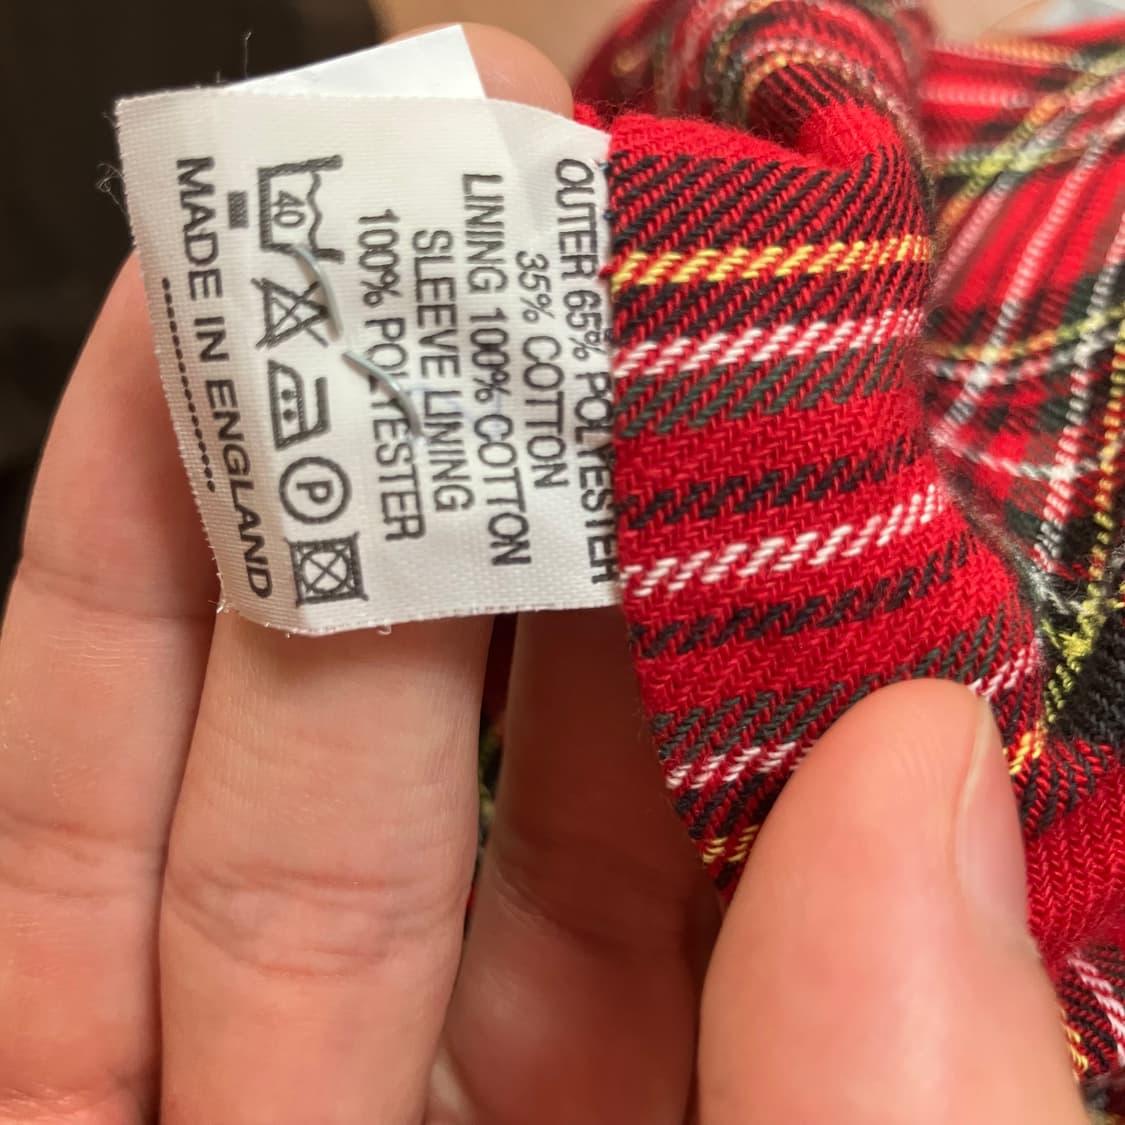 OUTER 65% POLYESTER
35% COTTON
LINING 100% COTTON
SLEEVE LINING
100% POLYESTER
40
P
MADE IN ENGLAND